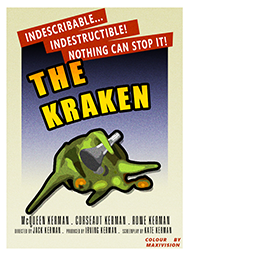 INDESCRIBABLE...
INDESTRUCTIBLE!
NOTHING CAN STOP IT!
THE
KRAKEN
McQUEEN KERMAN . CORSEAUT KERMAN . ROWE KERMAN
DIRECTED BY JACK KERMAN . PRODUCED BY IRVING KERMAN . SCREENPLAY BY KATE KERMAN
COLOUR BY
MAXIVISION